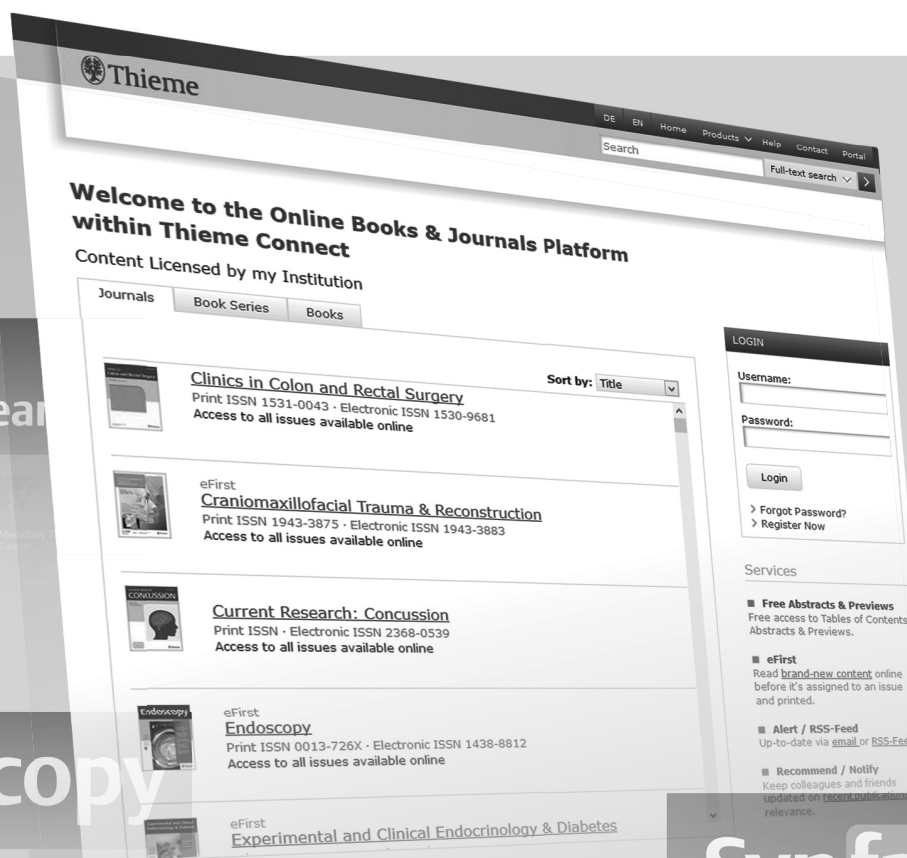 Thieme
DE EN Home Products Help Contact Portal
Search
Full-text search
Welcome to the Online Books & Journals Platform
within Thieme Connect
Content Licensed by my Institution
Journals Book Series Books
Sort by: Title
Clinics in Colon and Rectal Surgery
Print ISSN 1531-0043 · Electronic ISSN 1530-9681
Access to all issues available online
eFirst
Craniomaxillofacial Trauma & Reconstruction
Print ISSN 1943-3875 · Electronic ISSN 1943-3883
Access to all issues available online
CONCUSSION
Current Research: Concussion
Print ISSN · Electronic ISSN 2368-0539
Access to all issues available online
Endoscopy
eFirst
Endoscopy
Print ISSN 0013-726X · Electronic ISSN 1438-8812
Access to all issues available online
eFirst
Experimental and Clinical Endocrinology & Diabetes
LOGIN
Username:
Password:
Login
Forgot Password?
Register Now
Services
Free Abstracts & Previews
Free access to Tables of Contents
Abstracts & Previews.
eFirst
Read brand-new content online
before it's assigned to an issue
and printed.
Alert / RSS-Feed
Up-to-date via email or RSS-Fee
Recommend / Notify
Keep colleagues and friends
updated on recent publication
relevance.
ear
copy
Synfa